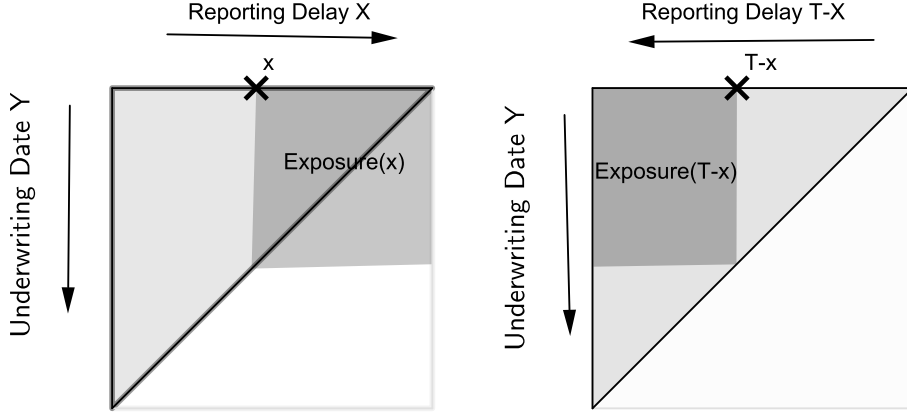 Reporting Delay X
x
Underwriting Date Y
Exposure(x)
Reporting Delay T-X
T-x
Underwriting Date Y
Exposure(T-x)